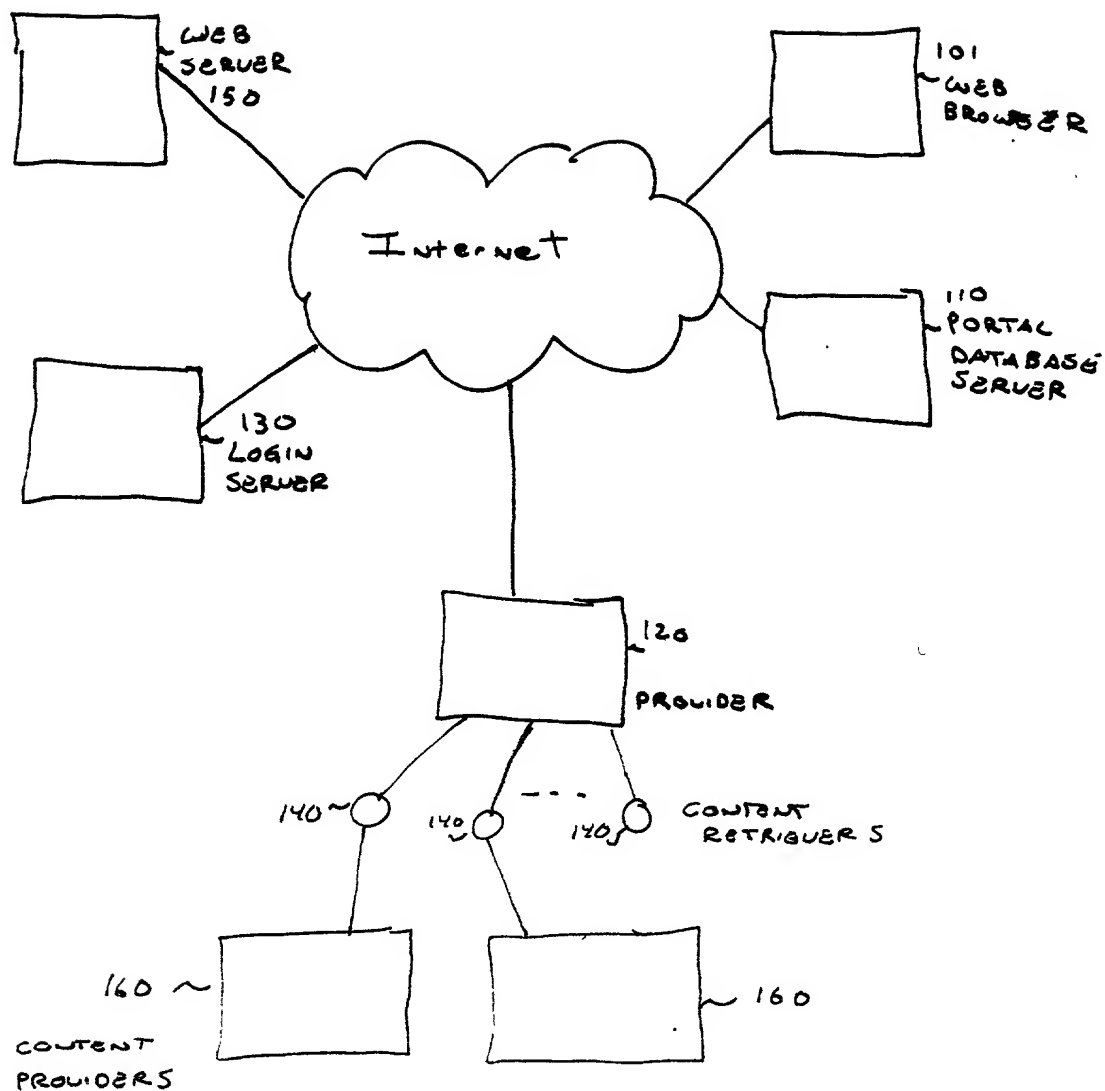 WEB
SERVER
150
101
WEB
BROWSER
Internet
110
PORTAL
DATABASE
SERVER
130
LOGIN
SERVER
120
PROVIDER
140
140
- - -
140
CONTENT
RETRIEVERS
160
160
CONTENT
PROVIDERS